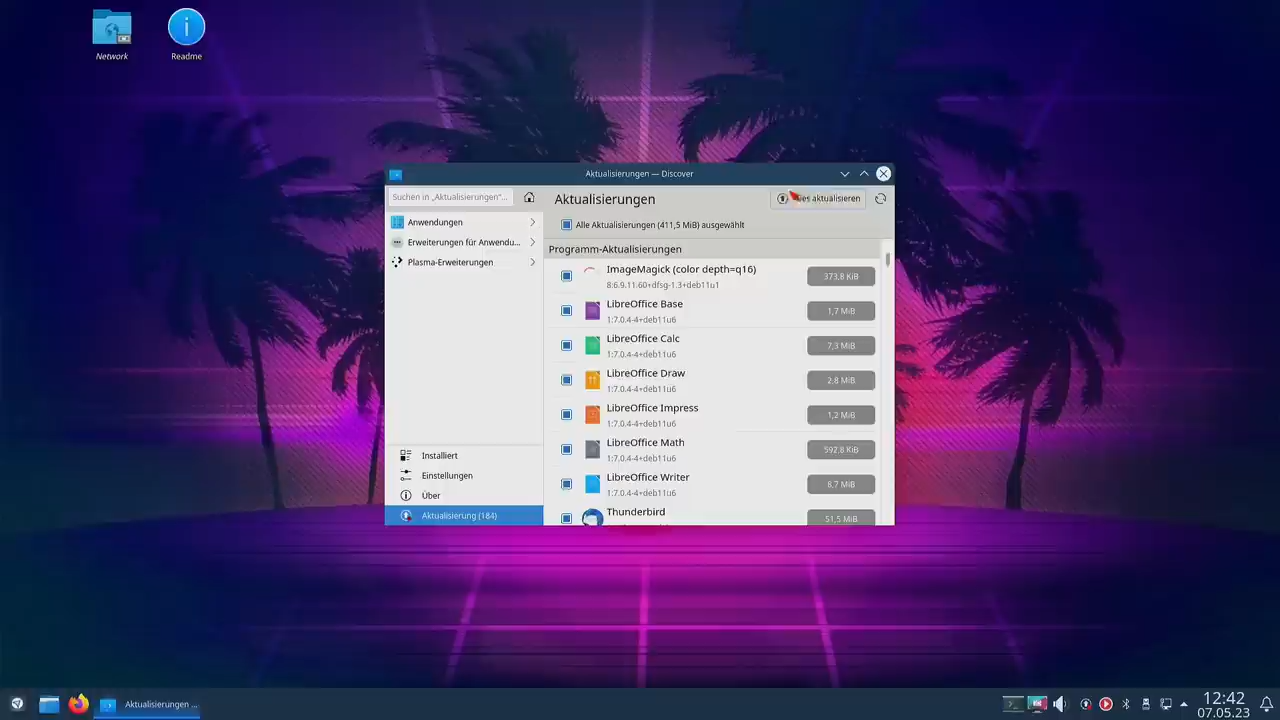 Network
Readme
Aktualisierungen — Discover
Suchen in „Aktualisierungen“...
Aktualisierungen
aktualisieren
Alle Aktualisierungen (411,5 MiB) ausgewählt
Anwendungen
Erweiterungen für Anwendu...
Plasma-Erweiterungen
Programm-Aktualisierungen
ImageMagick (color depth=q16)
8:6.9.11.60+dfsg-1.3+deb11u1
373,8 KiB
LibreOffice Base
1:7.0.4-4+deb11u6
1,7 MiB
LibreOffice Calc
1:7.0.4-4+deb11u6
7,3 MiB
LibreOffice Draw
1:7.0.4-4+deb11u6
2,8 MiB
LibreOffice Impress
1:7.0.4-4+deb11u6
1,2 MiB
LibreOffice Math
1:7.0.4-4+deb11u6
592,8 KiB
LibreOffice Writer
1:7.0.4-4+deb11u6
8,7 MiB
Thunderbird
51,5 MiB
Installiert
Einstellungen
Über
Aktualisierung (184)
Aktualisierungen ...
12:42
07.05.23